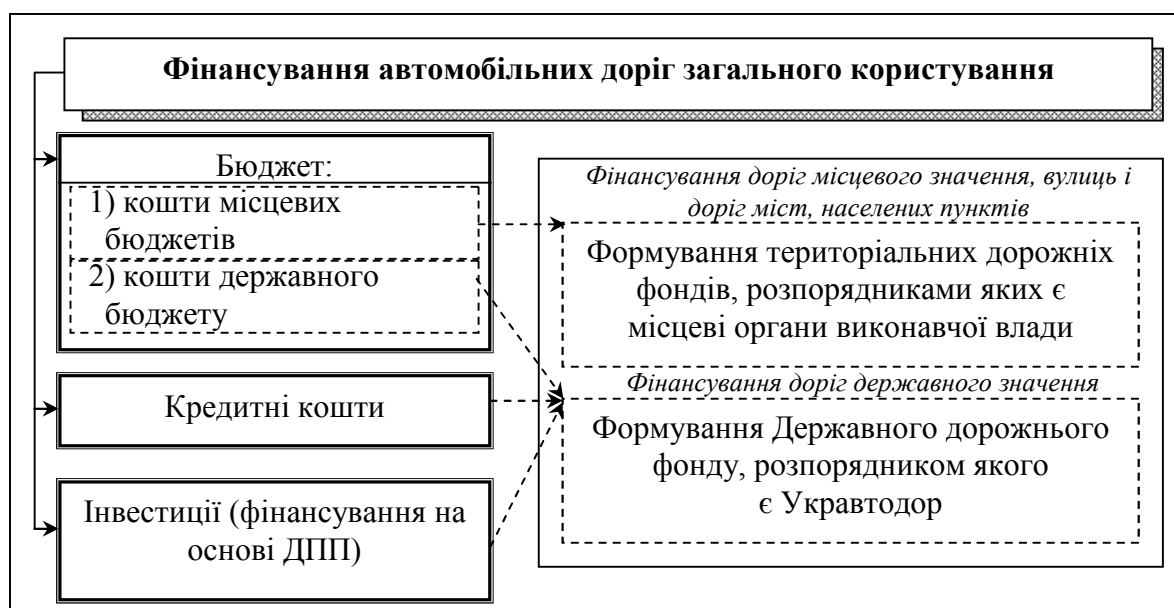 Фінансування автомобільних доріг загального користування
Бюджет:
1) кошти місцевих
бюджетів
2) кошти державного
бюджету
Кредитні кошти
Інвестиції (фінансування на
основі ДПП)
Фінансування доріг місцевого значення, вулиць і
доріг міст, населених пунктів
Формування територіальних дорожніх
фондів, розпорядниками яких є
місцеві органи виконавчої влади
Фінансування доріг державного значення
Формування Державного дорожнього
фонду, розпорядником якого
є Укравтодор